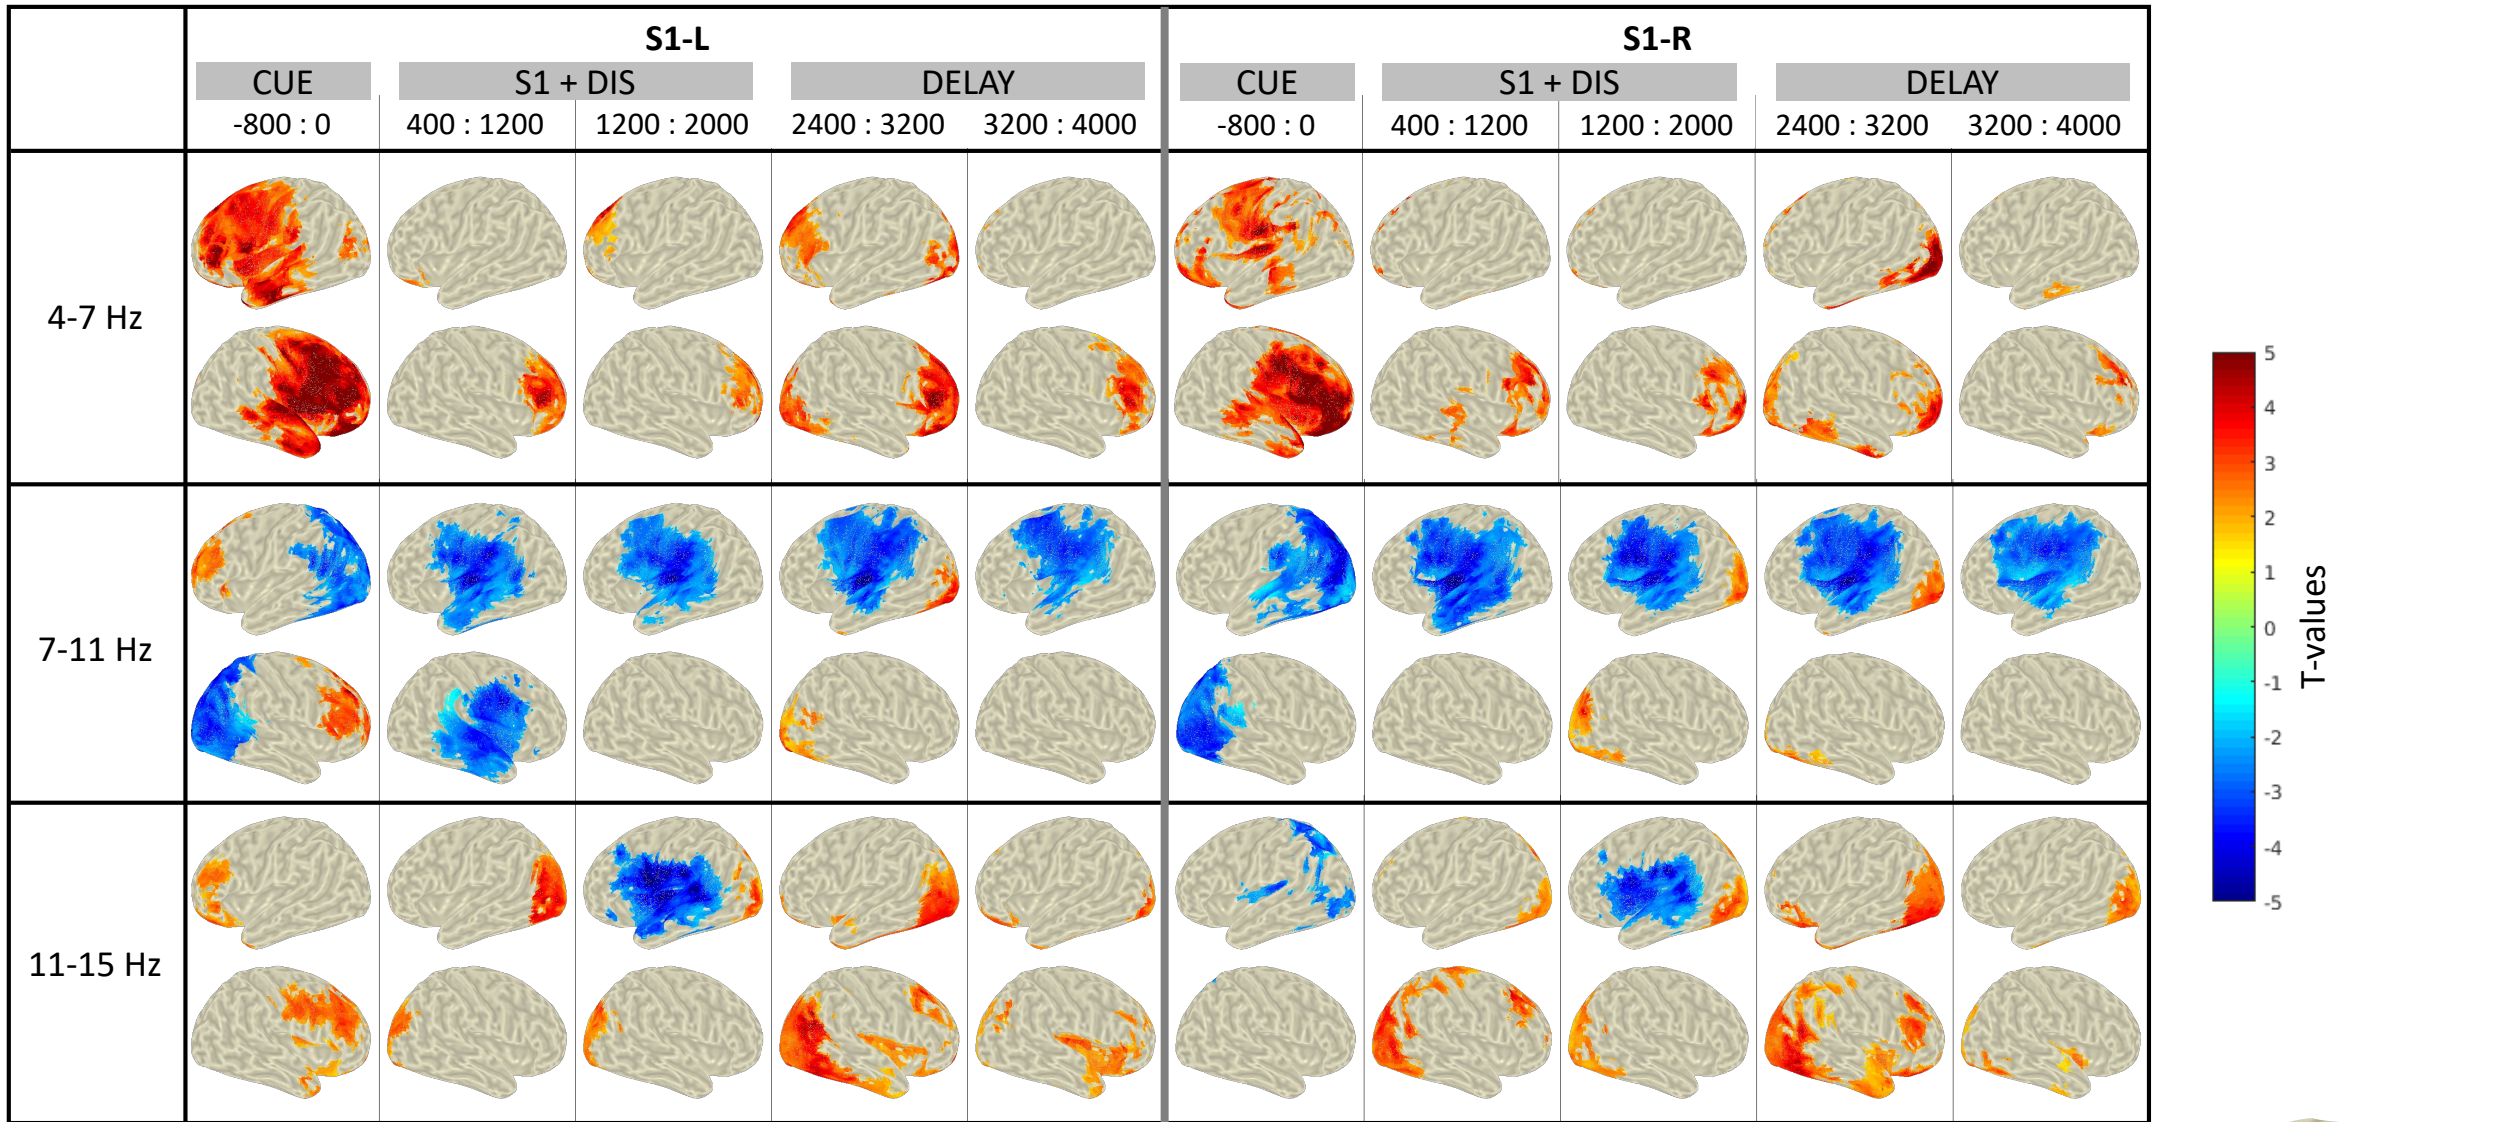 S1-L S1-R
CUE S1 + DIS DELAY CUE S1 + DIS DELAY
-800 : 0 400 : 1200 1200 : 2000 2400 : 3200 3200 : 4000 -800 : 0 400 : 1200 1200 : 2000 2400 : 3200 3200 : 4000
4-7 Hz
7-11 Hz
11-15 Hz
5
4
3
2
1
0
-1
-2
-3
-4
-5
T-values